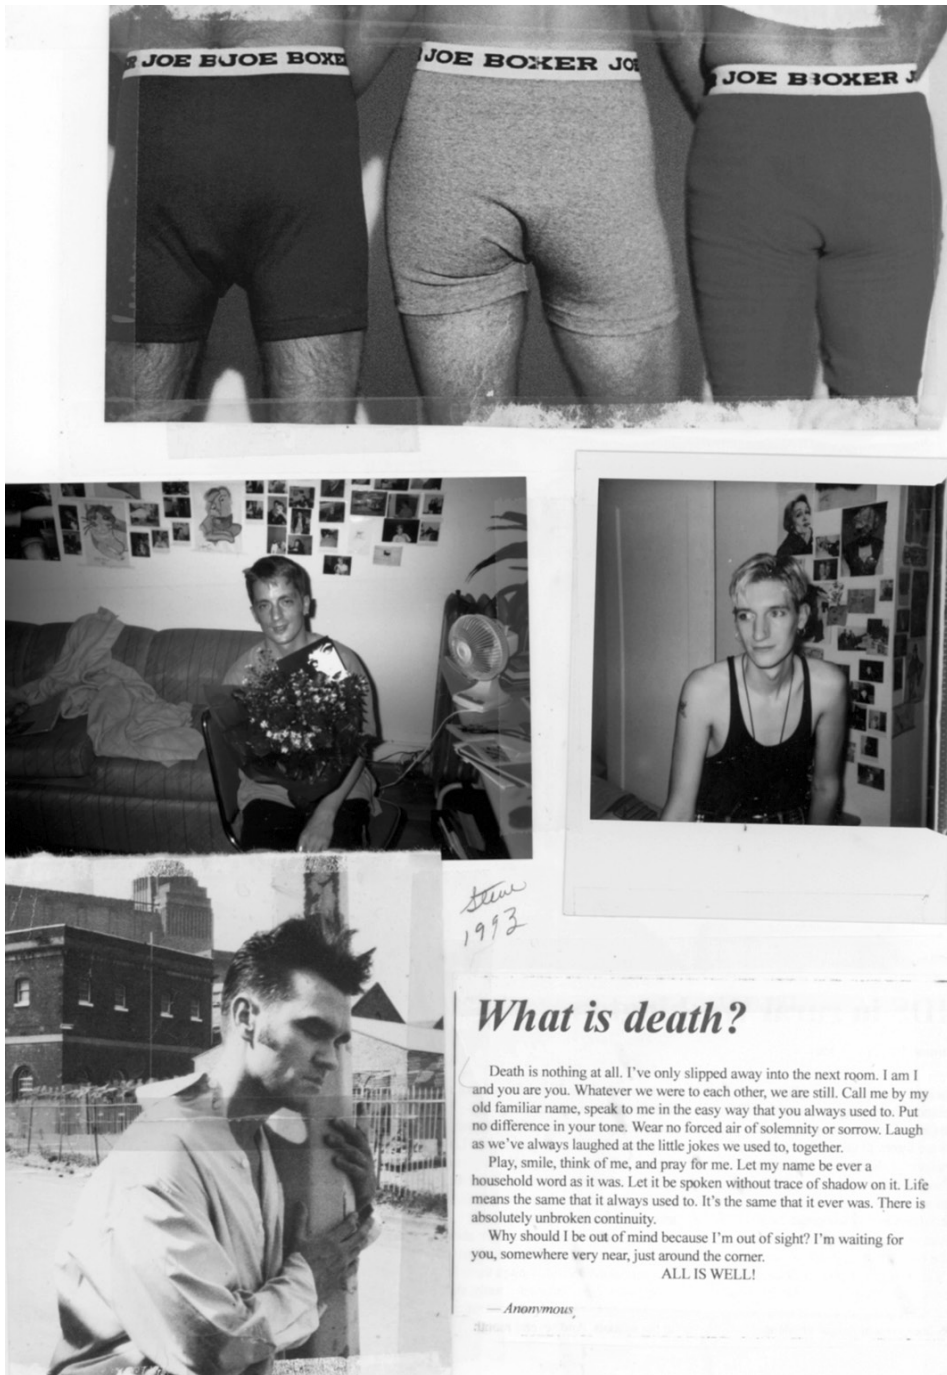 R JOE B JOE BOXE
JOE BOXER JO
JOE B BOXER J
Steve
1993
What is death?
Death is nothing at all. I've only slipped away into the next room. I am I
and you are you. Whatever we were to each other, we are still. Call me by my
old familiar name, speak to me in the easy way that you always used to. Put
no difference in your tone. Wear no forced air of solemnity or sorrow. Laugh
as we've always laughed at the little jokes we used to, together.
Play, smile, think of me, and pray for me. Let my name be ever a
household word as it was. Let it be spoken without trace of shadow on it. Life
means the same that it always used to. It's the same that it ever was. There is
absolutely unbroken continuity.
Why should I be out of mind because I'm out of sight? I'm waiting for
you, somewhere very near, just around the corner.
ALL IS WELL!
— Anonymous